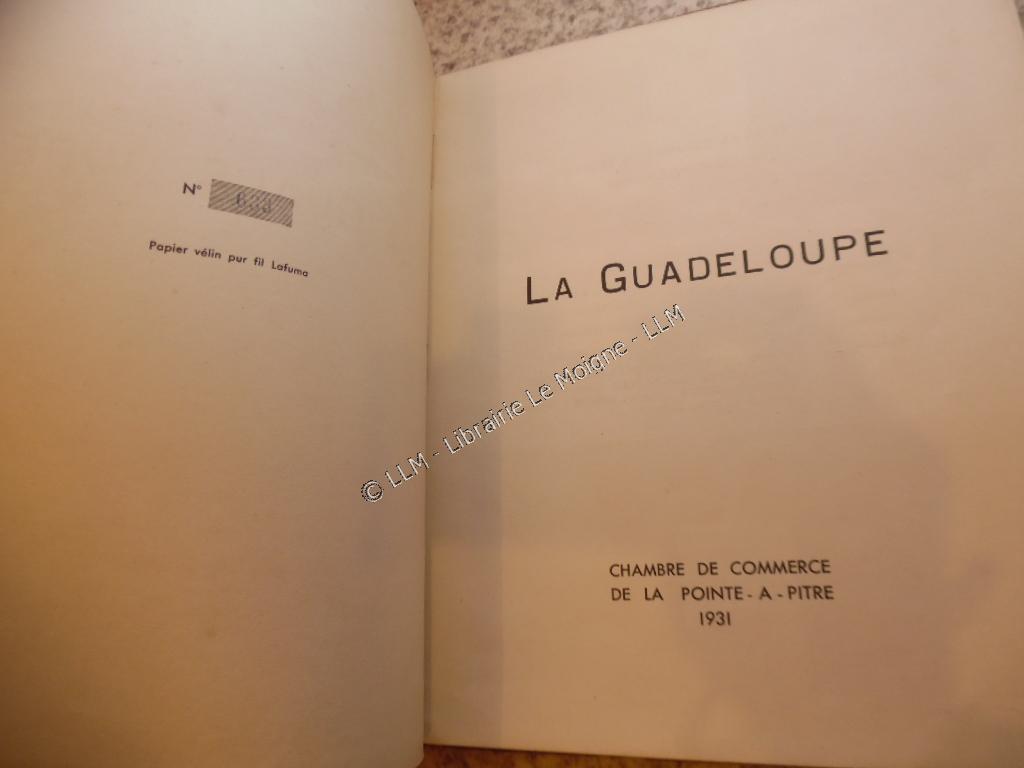 N°
Papier vélin pur fil Lafuma
LA GUADELOUPE
© LLM - Librairie Le Moigne - LLM
CHAMBRE DE COMMERCE
DE LA POINTE-A-PITRE
1931